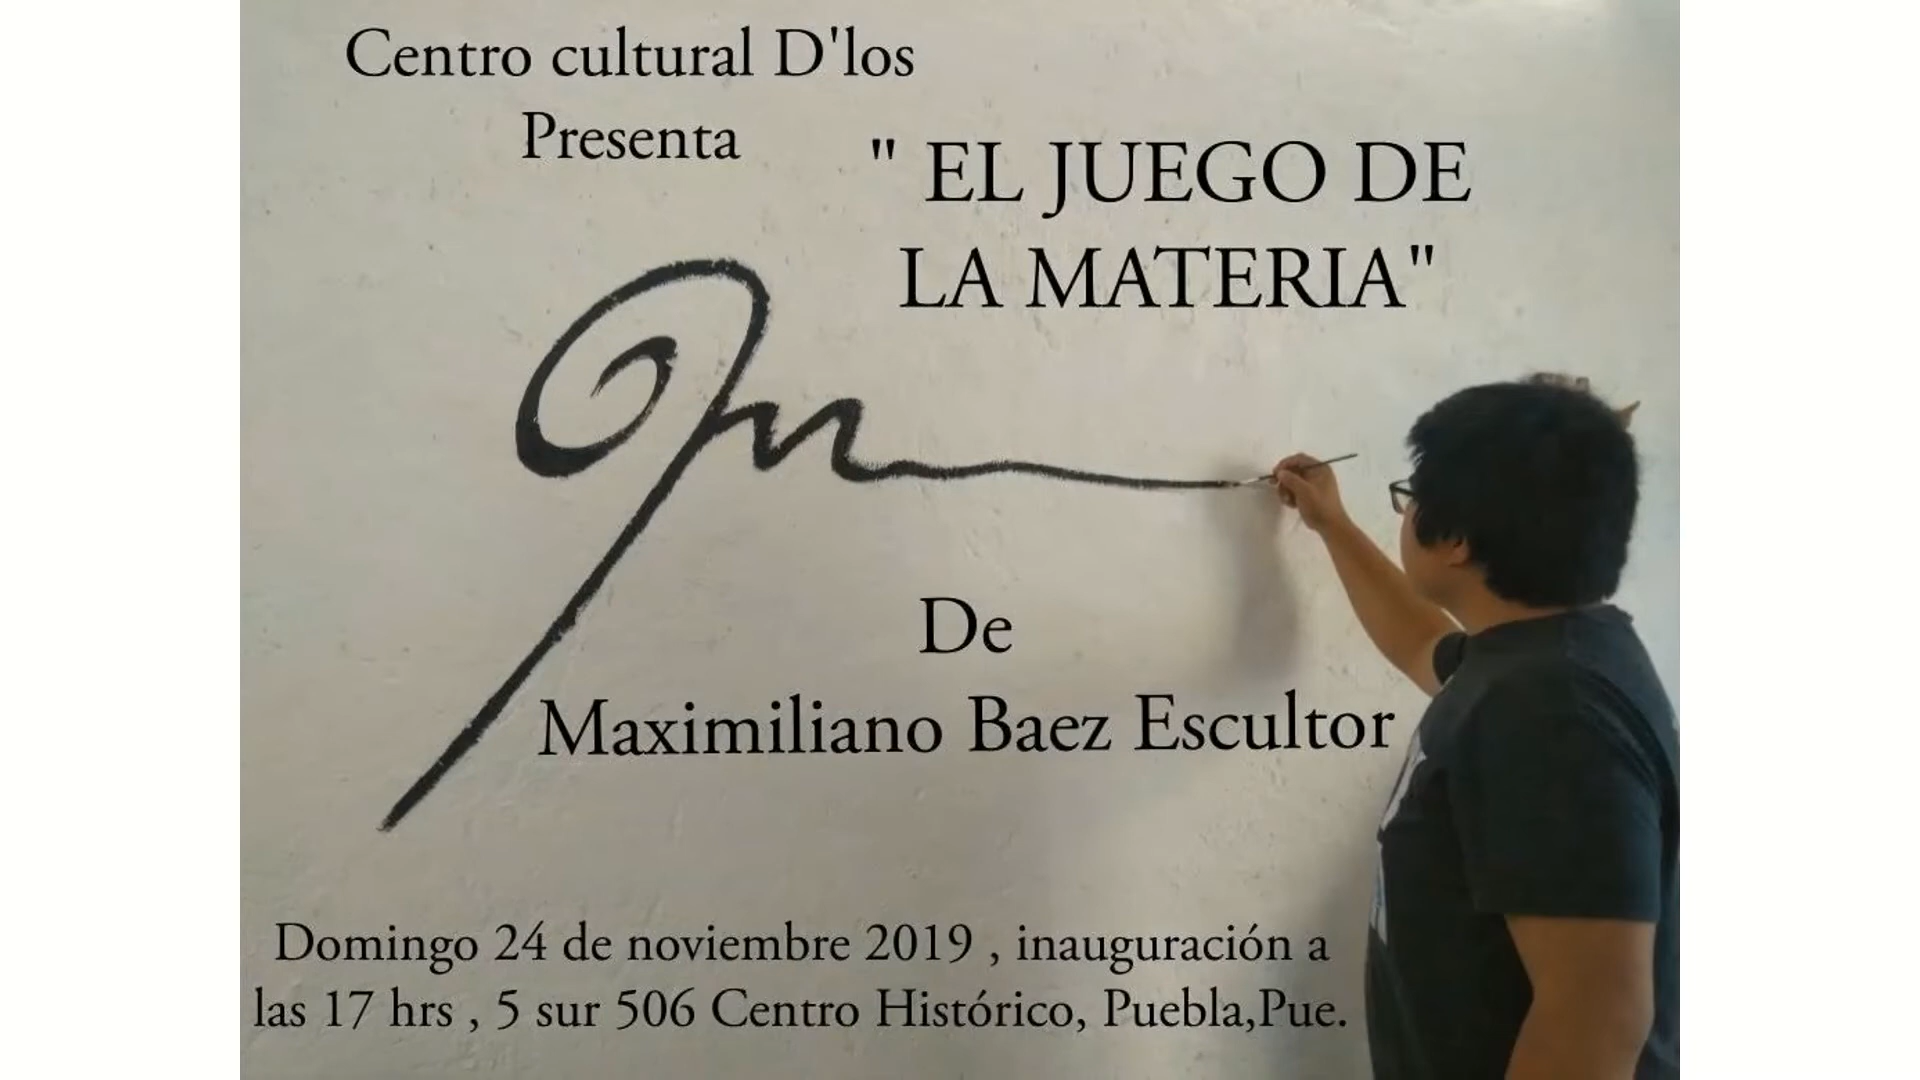 Centro cultural D'los
Presenta
" EL JUEGO DE
LA MATERIA"
De
Maximiliano Baez Escultor
Domingo 24 de noviembre 2019 , inauguración a
las 17 hrs , 5 sur 506 Centro Histórico, Puebla,Pue.